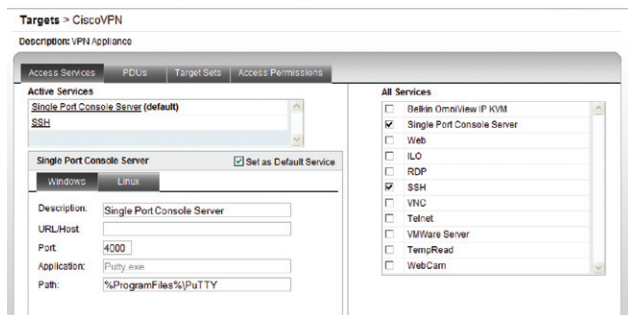 Targets > CiscoVPN
Description: VPN Appliance
Access Services PDUs Target Sets Access Permissions
Active Services
Single Port Console Server (default)
SSH
Single Port Console Server Set as Default Service
Windows Linux
Description: Single Port Console Server
URL/Host
Port 4000
Application: Putty.exe
Path: %ProgramFiles%\PuTTY
All Services
Belkin OmniView IP KVM
Single Port Console Server
Web
ILO
RDP
SSH
VNC
Telnet
VMWare Server
TempRead
WebCam